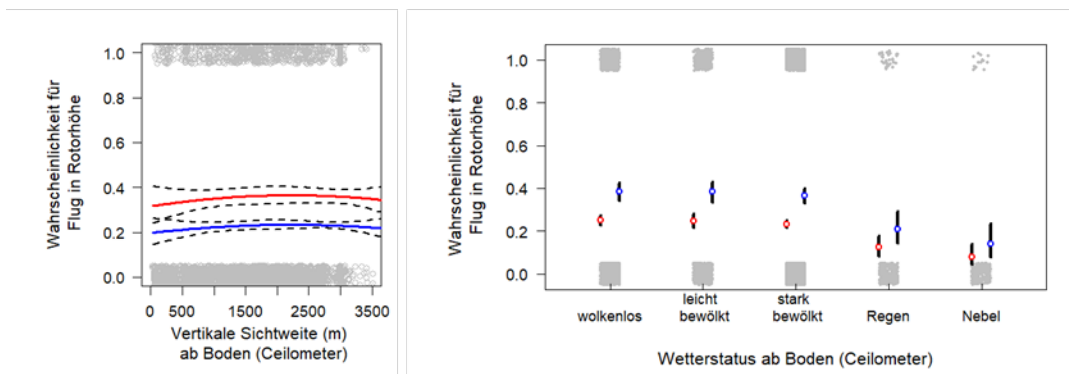 Wahrscheinlichkeit für
Flug in Rotorhöhe
1.0
0.8
0.6
0.4
0.2
0.0
0 500 1500 2500 3500
Vertikale Sichtweite (m)
ab Boden (Ceilometer)
Wahrscheinlichkeit für
Flug in Rotorhöhe
1.0
0.8
0.6
0.4
0.2
0.0
wolkenlos
leicht
bewölkt
stark
bewölkt
Regen
Nebel
Wetterstatus ab Boden (Ceilometer)